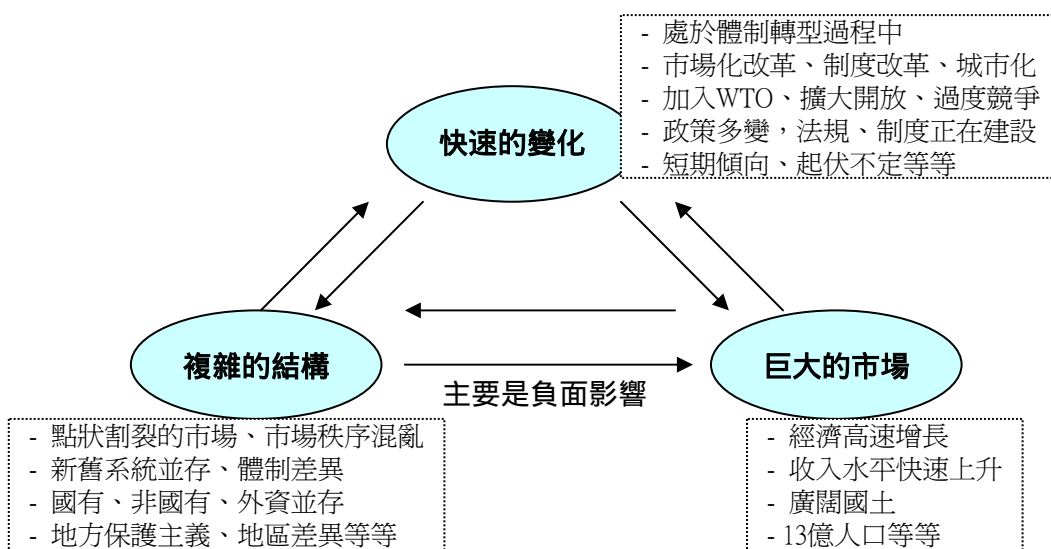 - 處於體制轉型過程中
- 市場化改革、制度改革、城市化
- 加入WTO、擴大開放、過度競爭
- 政策多變，法規、制度正在建設
- 短期傾向、起伏不定等等
快速的變化
複雜的結構
巨大的市場
主要是負面影響
- 點狀割裂的市場、市場秩序混亂
- 新舊系統並存、體制差異
- 國有、非國有、外資並存
- 地方保護主義、地區差異等等
- 經濟高速增長
- 收入水平快速上升
- 廣闊國土
- 13億人口等等